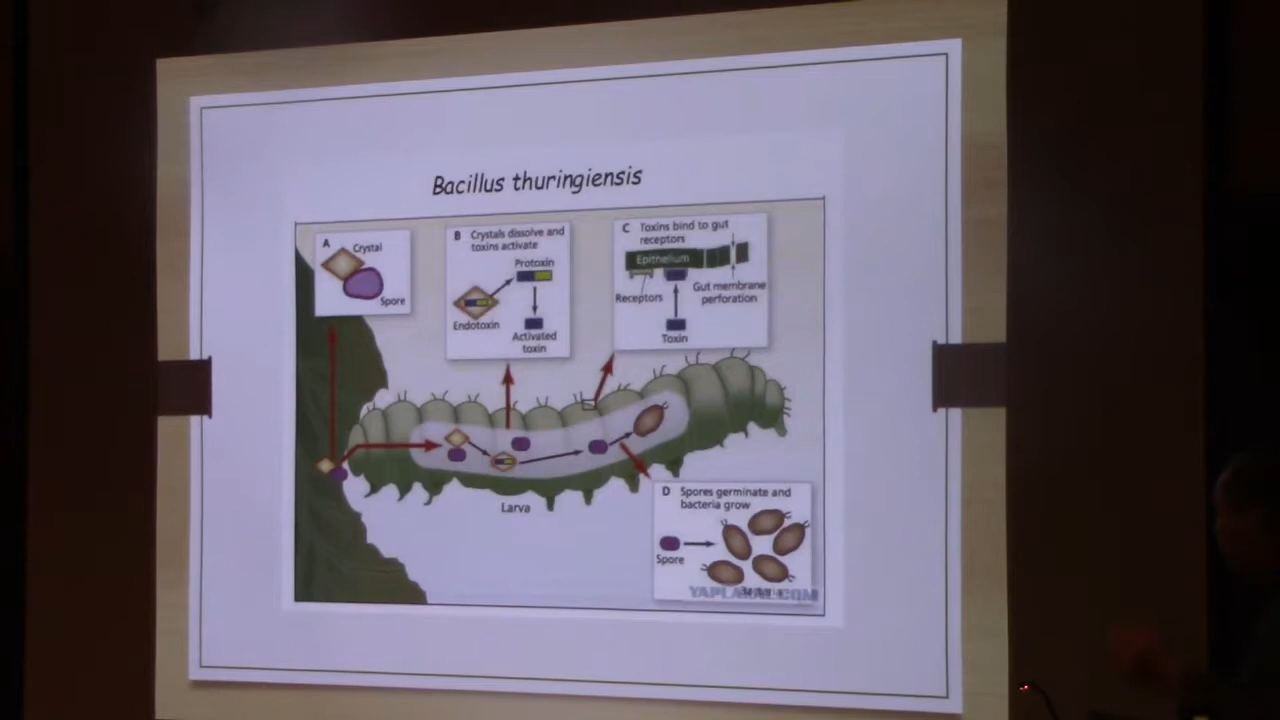 Bacillus thuringiensis
A
Crystal
Spore
B Crystals dissolve and
toxins activate
Protoxin
Endotoxin
Activated
toxin
C Toxins bind to gut
receptors
Epithelium
Receptors
Gut membrane
perforation
Toxin
Larva
D Spores germinate and
bacteria grow
Spore